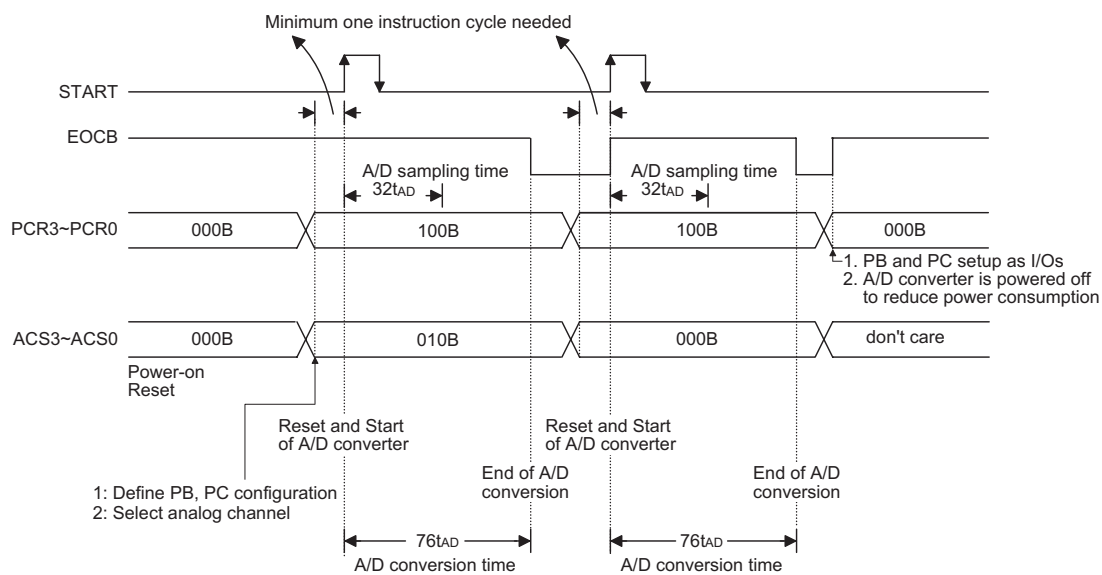 Minimum one instruction cycle needed
START
EOCB
A/D sampling time
32tAD
A/D sampling time
32tAD
PCR3~PCR0
000B
100B
100B
000B
1. PB and PC setup as I/Os
2. A/D converter is powered off
to reduce power consumption
ACS3~ACS0
000B
010B
000B
don't care
Power-on
Reset
Reset and Start
of A/D converter
Reset and Start
of A/D converter
End of A/D
conversion
End of A/D
conversion
1: Define PB, PC configuration
2: Select analog channel
76tAD
A/D conversion time
76tAD
A/D conversion time